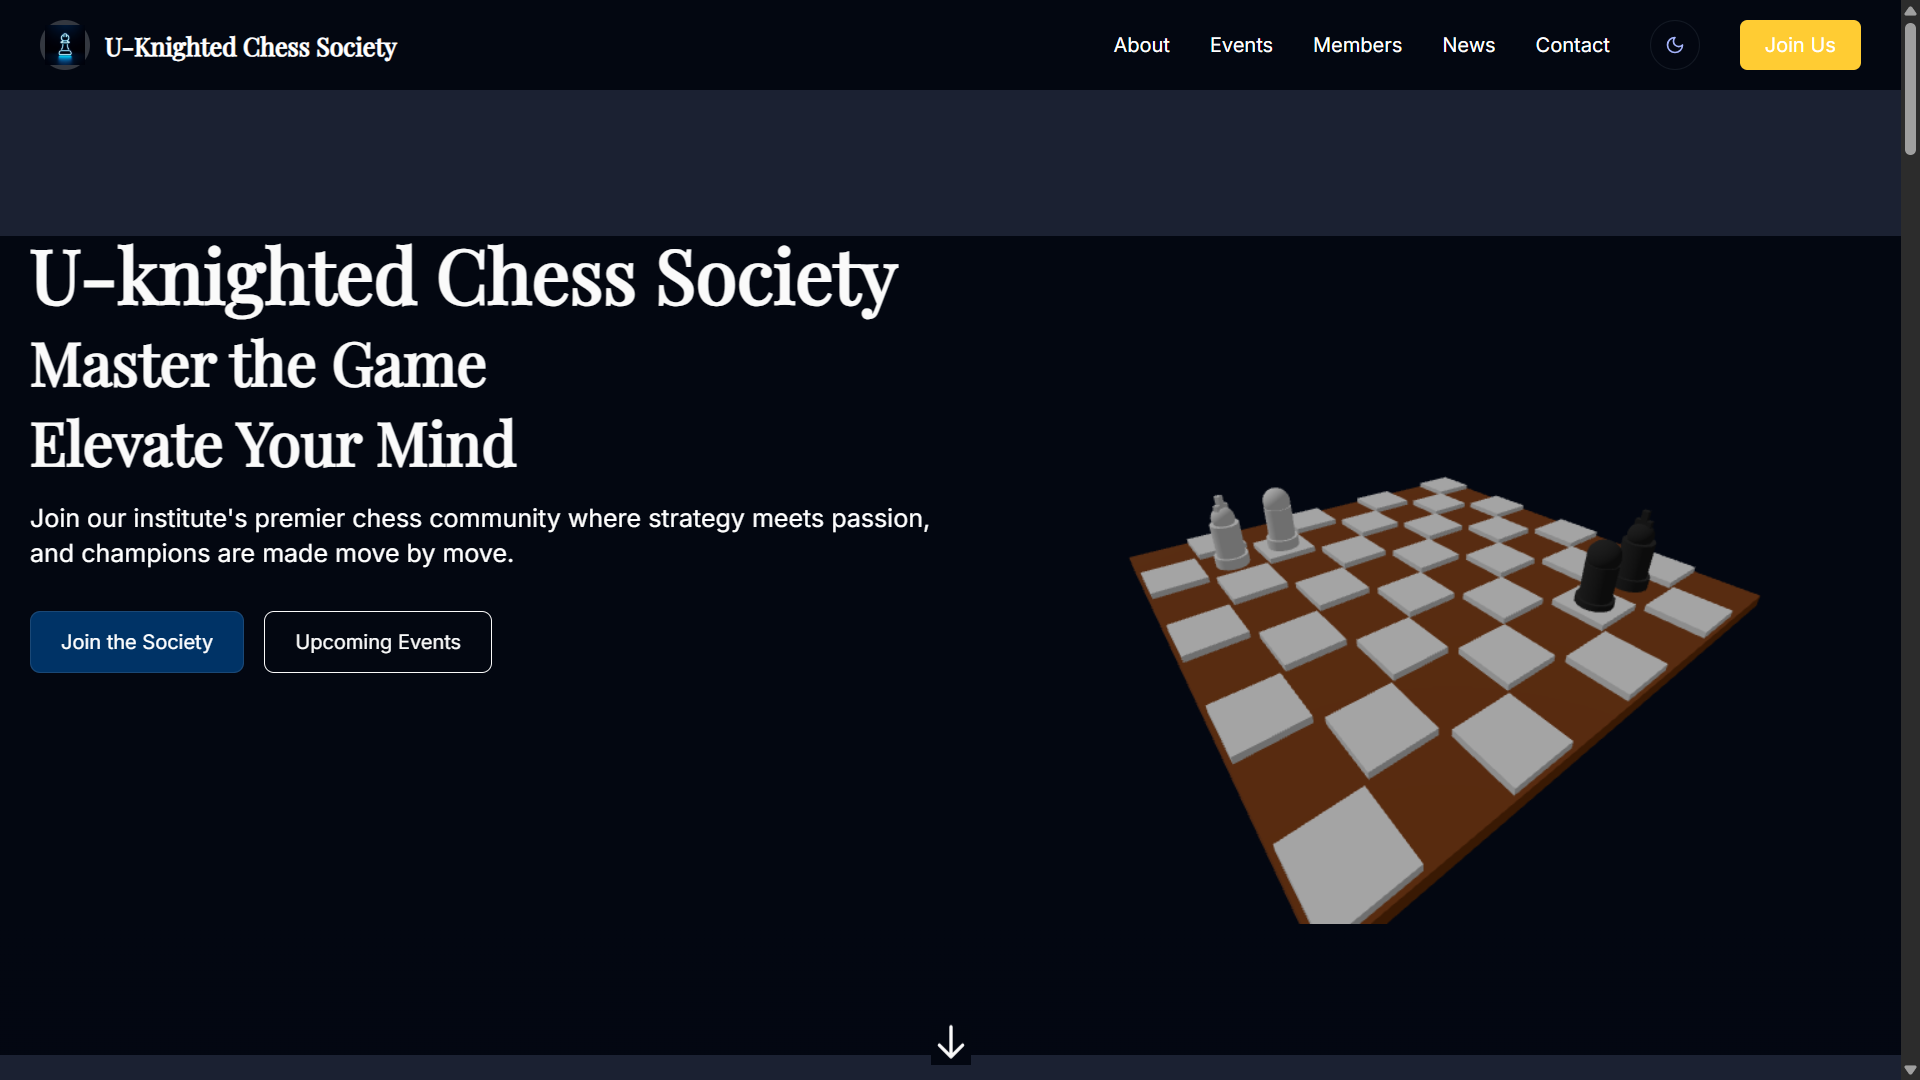 U-Knighted Chess Society
About
Events
Members
News
Contact
Join Us
U-knighted Chess Society
Master the Game
Elevate Your Mind
Join our institute's premier chess community where strategy meets passion,
and champions are made move by move.
Join the Society
Upcoming Events